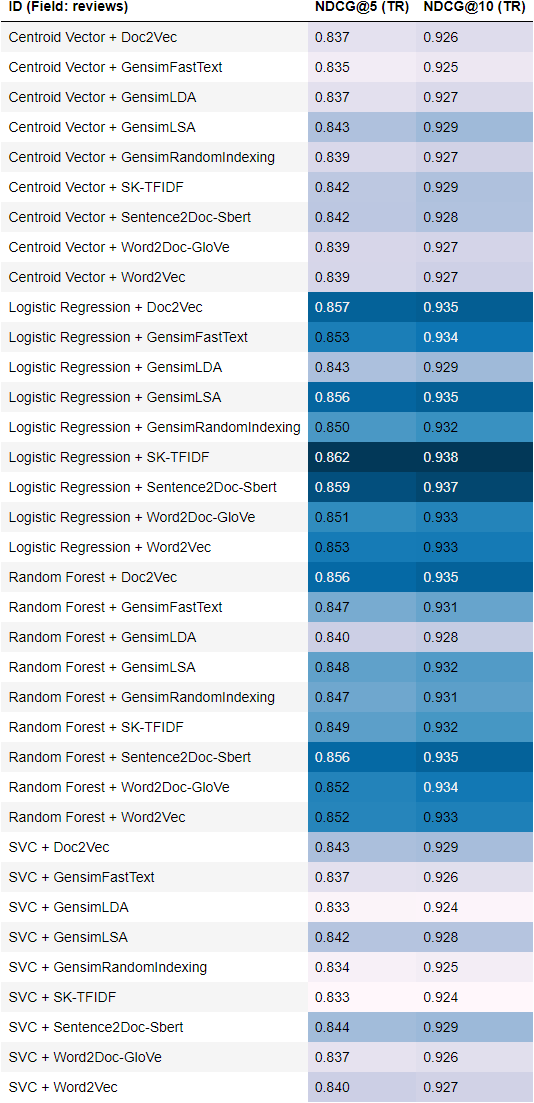 ID (Field: reviews) NDCG@5 (TR) NDCG@10 (TR)
Centroid Vector + Doc2Vec 0.837 0.926
Centroid Vector + GensimFastText 0.835 0.925
Centroid Vector + GensimLDA 0.837 0.927
Centroid Vector + GensimLSA 0.843 0.929
Centroid Vector + GensimRandomIndexing 0.839 0.927
Centroid Vector + SK-TFIDF 0.842 0.929
Centroid Vector + Sentence2Doc-Sbert 0.842 0.928
Centroid Vector + Word2Doc-GloVe 0.839 0.927
Centroid Vector + Word2Vec 0.839 0.927
Logistic Regression + Doc2Vec 0.857 0.935
Logistic Regression + GensimFastText 0.853 0.934
Logistic Regression + GensimLDA 0.843 0.929
Logistic Regression + GensimLSA 0.856 0.935
Logistic Regression + GensimRandomIndexing 0.850 0.932
Logistic Regression + SK-TFIDF 0.862 0.938
Logistic Regression + Sentence2Doc-Sbert 0.859 0.937
Logistic Regression + Word2Doc-GloVe 0.851 0.933
Logistic Regression + Word2Vec 0.853 0.933
Random Forest + Doc2Vec 0.856 0.935
Random Forest + GensimFastText 0.847 0.931
Random Forest + GensimLDA 0.840 0.928
Random Forest + GensimLSA 0.848 0.932
Random Forest + GensimRandomIndexing 0.847 0.931
Random Forest + SK-TFIDF 0.849 0.932
Random Forest + Sentence2Doc-Sbert 0.856 0.935
Random Forest + Word2Doc-GloVe 0.852 0.934
Random Forest + Word2Vec 0.852 0.933
SVC + Doc2Vec 0.843 0.929
SVC + GensimFastText 0.837 0.926
SVC + GensimLDA 0.833 0.924
SVC + GensimLSA 0.842 0.928
SVC + GensimRandomIndexing 0.834 0.925
SVC + SK-TFIDF 0.833 0.924
SVC + Sentence2Doc-Sbert 0.844 0.929
SVC + Word2Doc-GloVe 0.837 0.926
SVC + Word2Vec 0.840 0.927